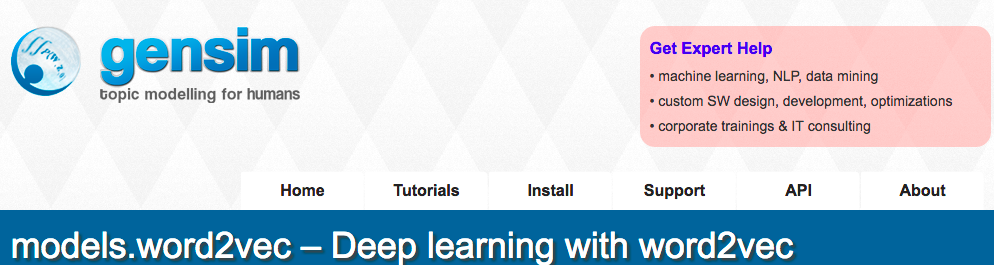 gensim
topic modelling for humans
Get Expert Help
• machine learning, NLP, data mining
• custom SW design, development, optimizations
• corporate trainings & IT consulting
Home Tutorials Install Support API About
models.word2vec – Deep learning with word2vec